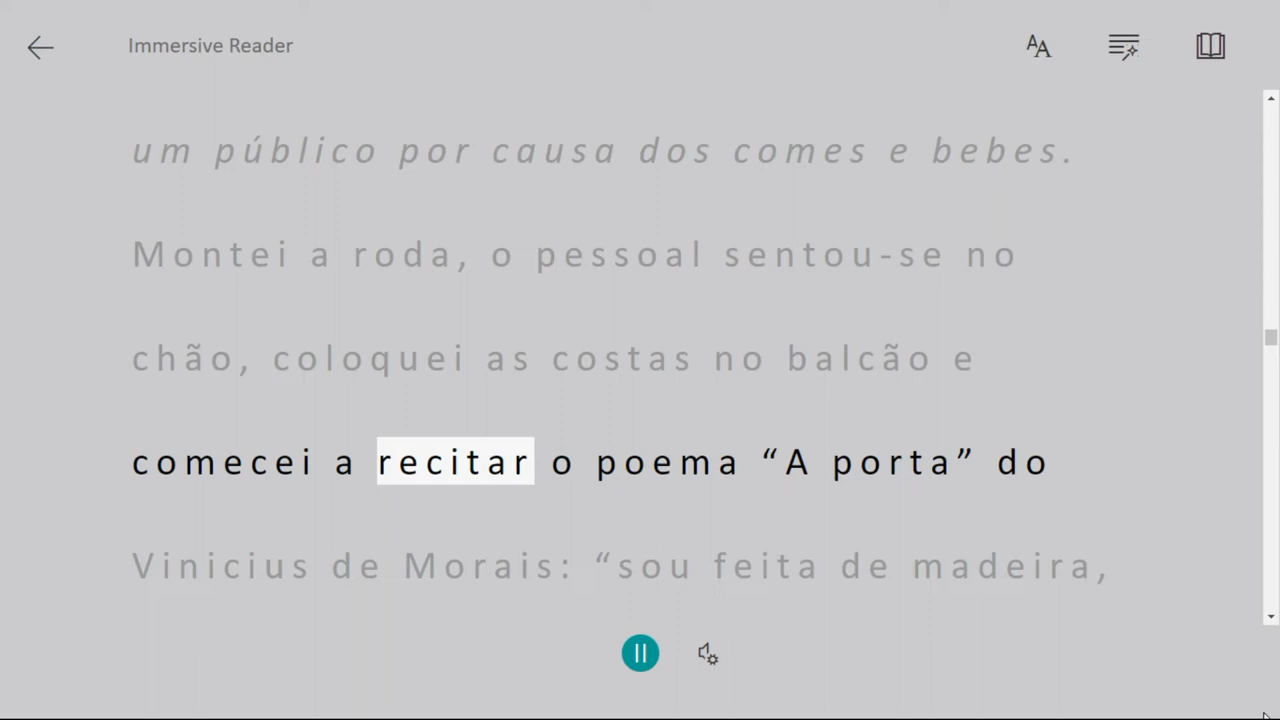 Immersive Reader
um público por causa dos comes e bebes.
Montei a roda, o pessoal sentou-se no
chão, coloquei as costas no balcão e
comecei a recitar o poema “A porta” do
Vinicius de Morais: “sou feita de madeira,